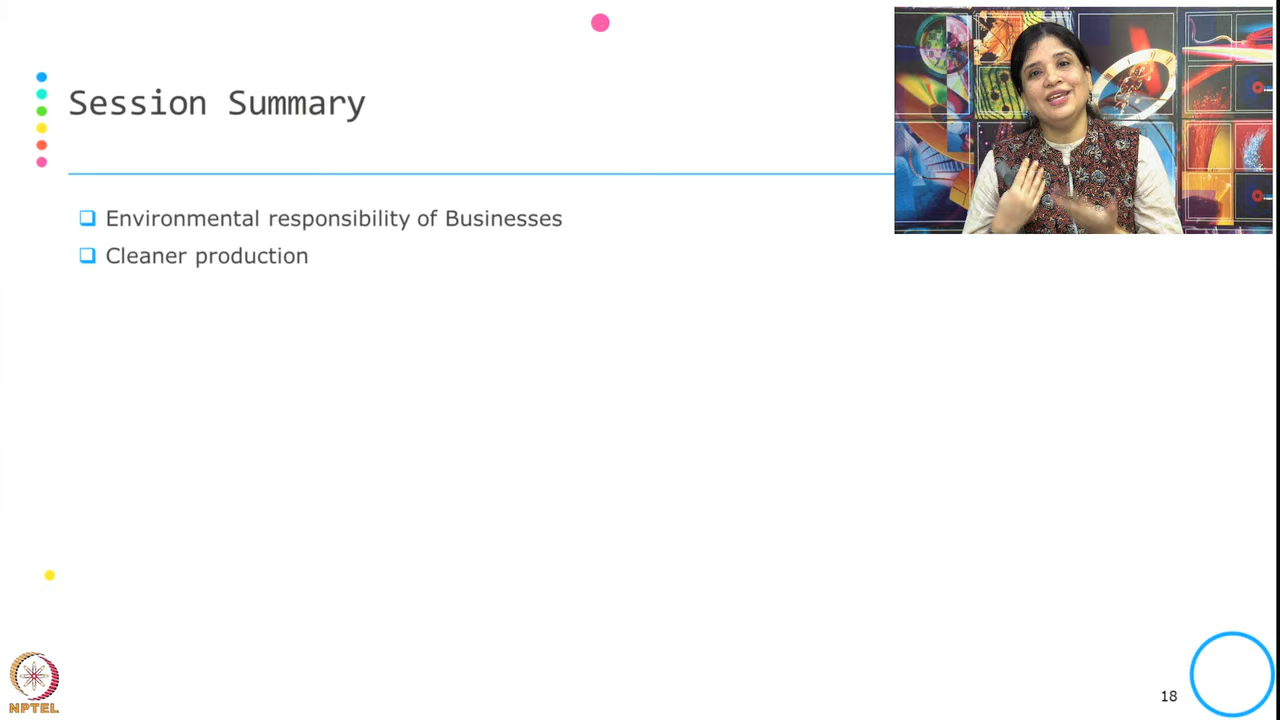 Session Summary
Environmental responsibility of Businesses
Cleaner production
NPTEL
18